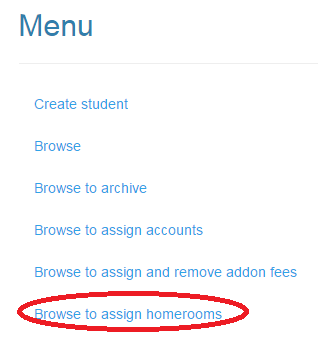 Menu
Create student
Browse
Browse to archive
Browse to assign accounts
Browse to assign and remove addon fees
Browse to assign homerooms